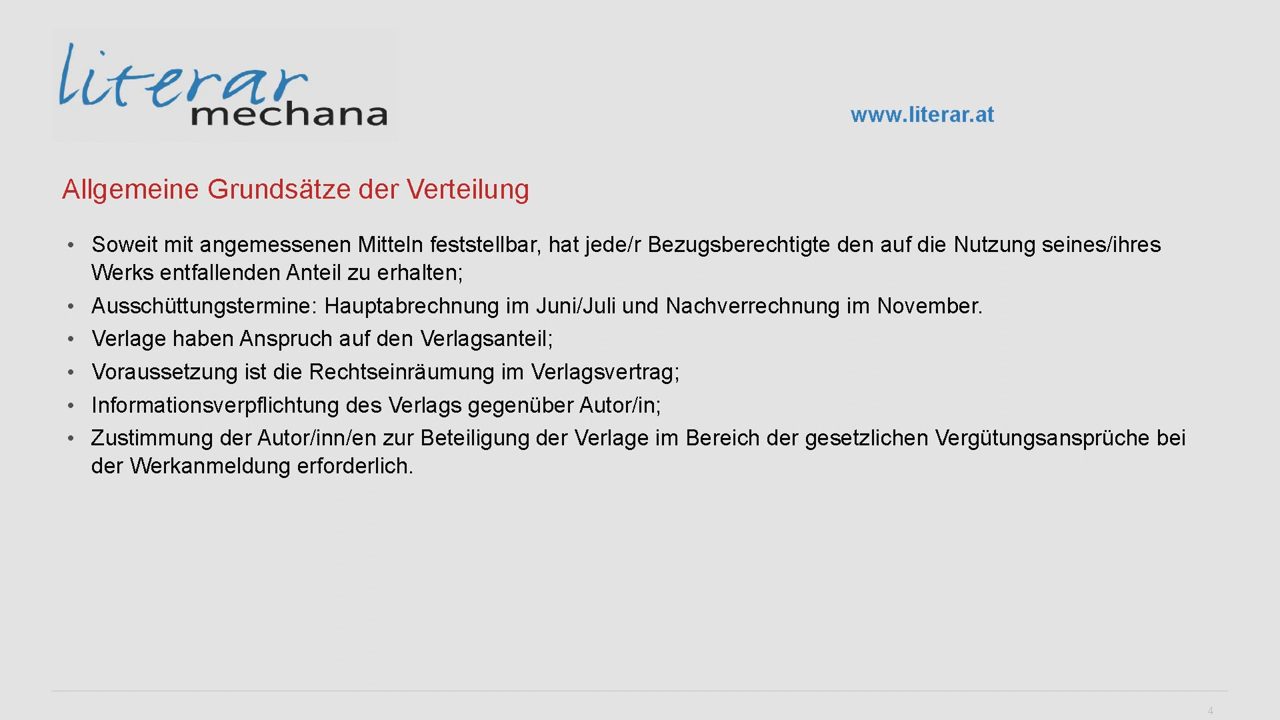 literar
mechana
www.literar.at
Allgemeine Grundsätze der Verteilung
• Soweit mit angemessenen Mitteln feststellbar, hat jede/r Bezugsberechtigte den auf die Nutzung seines/ihres
Werks entfallenden Anteil zu erhalten;
• Ausschüttungstermine: Hauptabrechnung im Juni/Juli und Nachverrechnung im November.
• Verlage haben Anspruch auf den Verlagsanteil;
• Voraussetzung ist die Rechtseinräumung im Verlagsvertrag;
• Informationsverpflichtung des Verlags gegenüber Autor/in;
• Zustimmung der Autor/inn/en zur Beteiligung der Verlage im Bereich der gesetzlichen Vergütungsansprüche bei
der Werkanmeldung erforderlich.
4